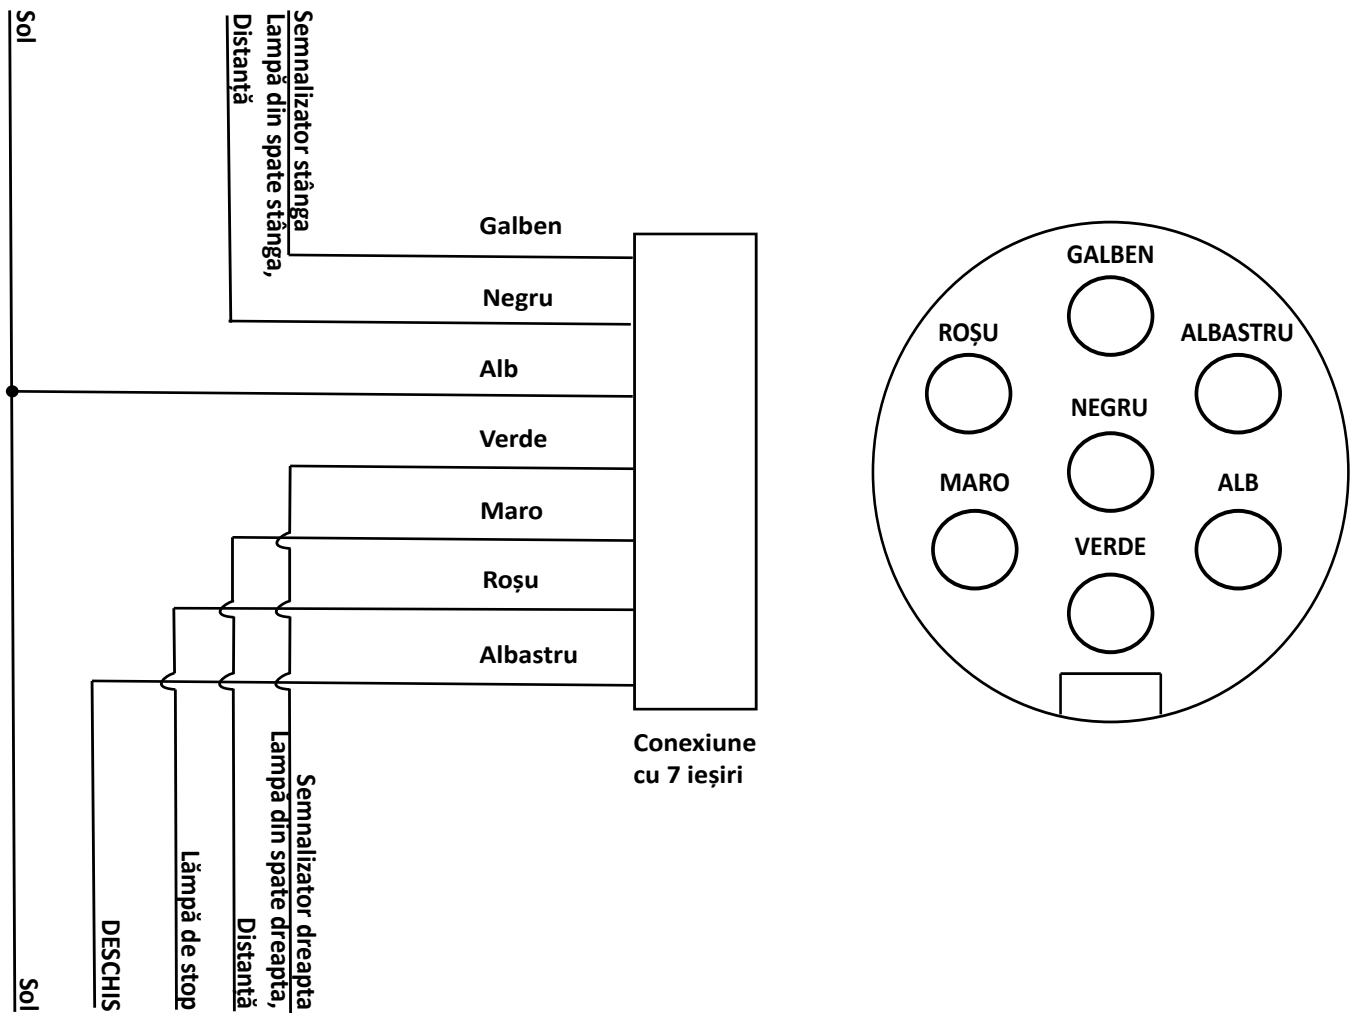 Sol
Distanță
Lampă din spate stânga,
Semnalizator stânga
Galben
Negru
Alb
Verde
Maro
Roșu
Albastru
Conexiune
cu 7 ieșiri
Sol
DESCHIS
Lămpă de stop
Distanță
Lampă din spate dreapta,
Semnalizator dreapta
GALBEN
ROȘU
ALBASTRU
NEGRU
MARO
ALB
VERDE